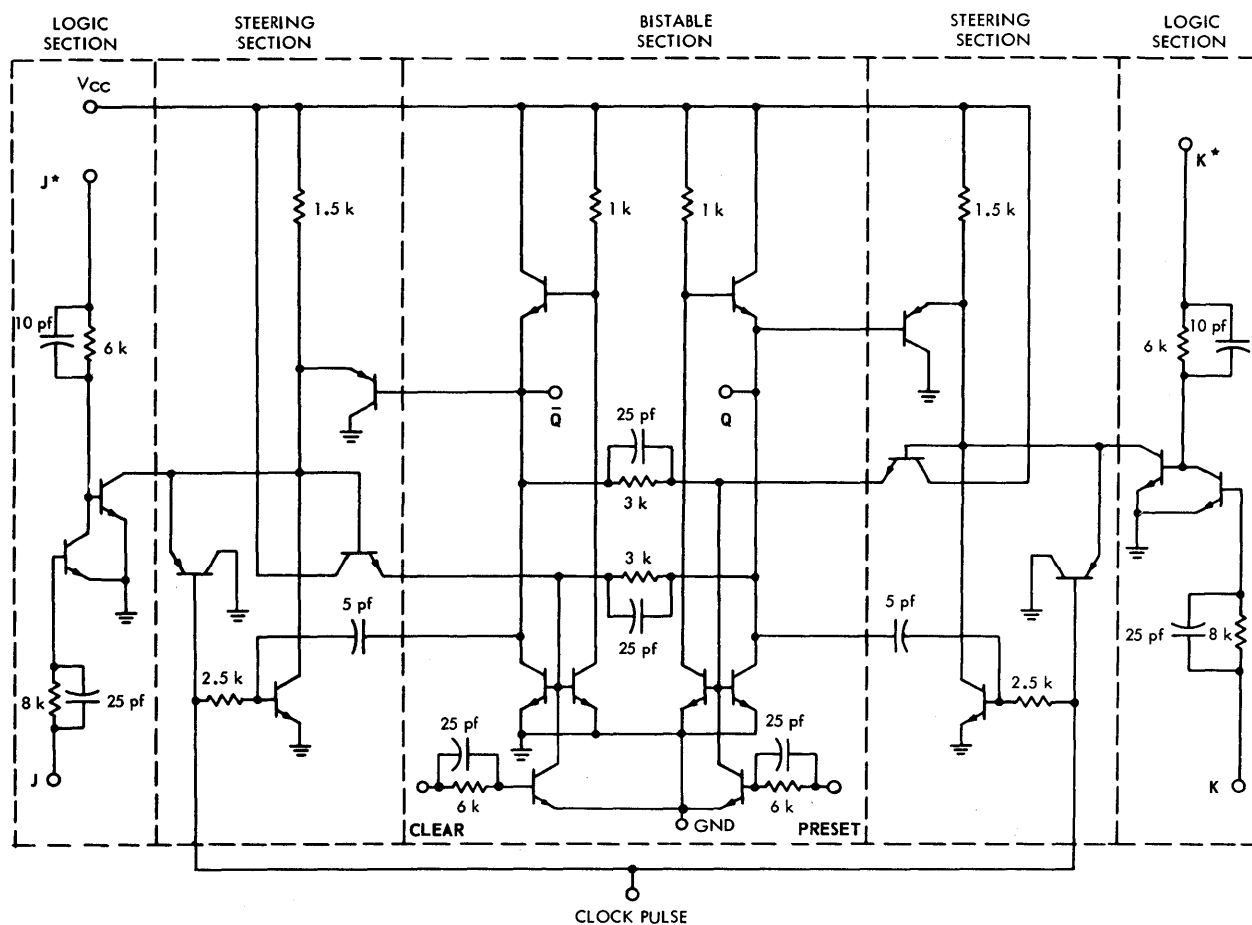 LOGIC
SECTION
STEERING
SECTION
BISTABLE
SECTION
STEERING
SECTION
LOGIC
SECTION
VCC
J*
K*
1.5 k
1 k
1 k
1.5 k
10 pf
6 k
6 k
10 pf
Q̅
Q
25 pf
3 k
3 k
25 pf
5 pf
5 pf
2.5 k
2.5 k
8 k
25 pf
25 pf
8 k
25 pf
6 k
25 pf
6 k
J
K
CLEAR
GND
PRESET
CLOCK PULSE